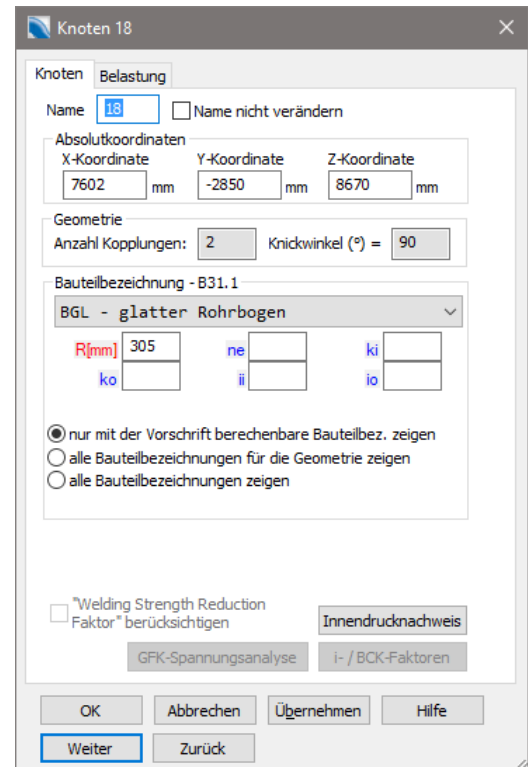 Knoten 18
Knoten Belastung
Name 18 Name nicht verändern
Absolutkoordinaten
X-Koordinate Y-Koordinate Z-Koordinate
7602 mm -2850 mm 8670 mm
Geometrie
Anzahl Kopplungen: 2 Knickwinkel (°) = 90
Bauteilbezeichnung - B31.1
BGL - glatter Rohrbogen
R[mm] 305 ne ki
ko ii io
nur mit der Vorschrift berechenbare Bauteilbez. zeigen
alle Bauteilbezeichnungen für die Geometrie zeigen
alle Bauteilbezeichnungen zeigen
"Welding Strength Reduction
Faktor" berücksichtigen
Innendrucknachweis
GFK-Spannungsanalyse i- / BCK-Faktoren
OK Abbrechen Übernehmen Hilfe
Weiter Zurück